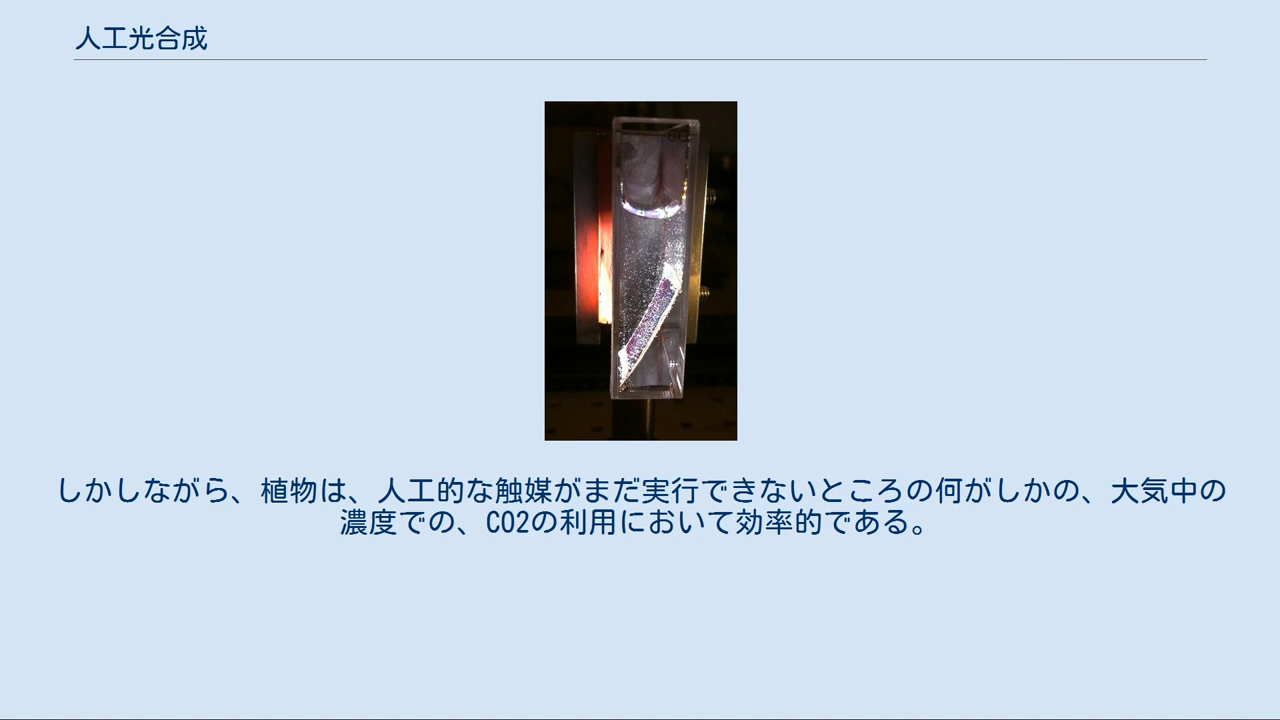 人工光合成
しかしながら、植物は、人工的な触媒がまだ実行できないところの何がしかの、大気中の
濃度での、CO2の利用において効率的である。